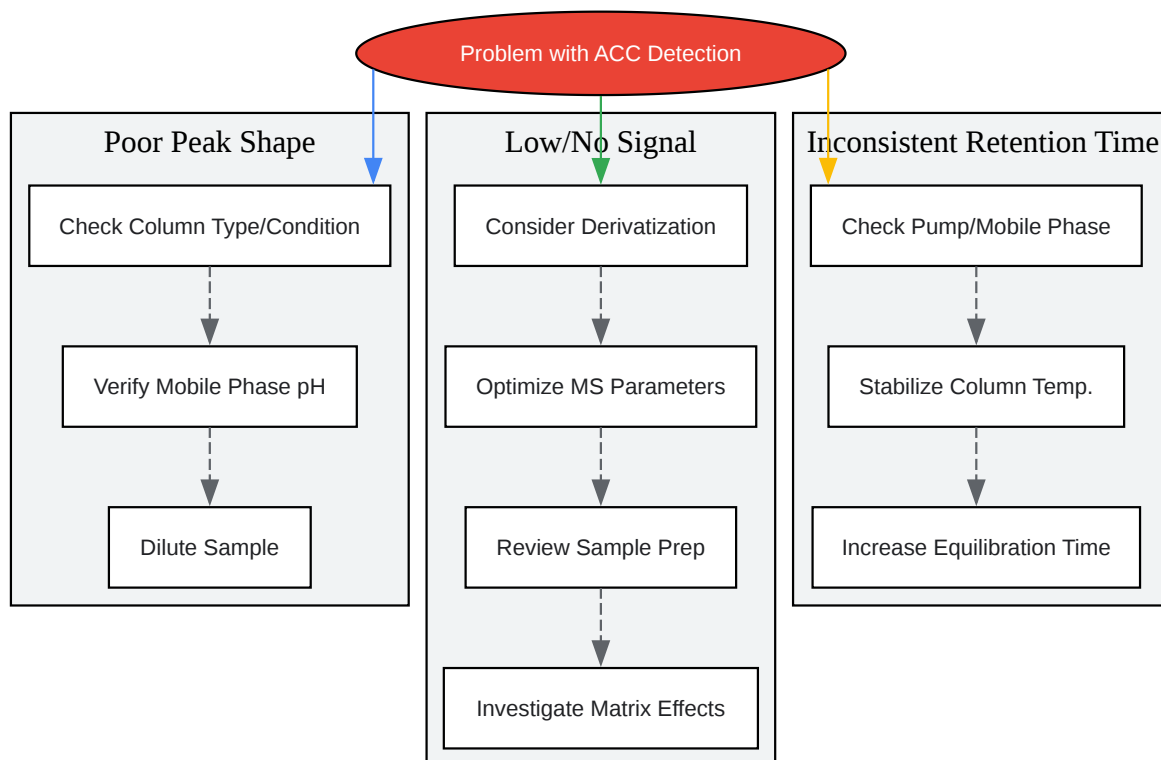 Problem with ACC Detection
Poor Peak Shape
Check Column Type/Condition
Verify Mobile Phase pH
Dilute Sample
Low/No Signal
Consider Derivatization
Optimize MS Parameters
Review Sample Prep
Investigate Matrix Effects
Inconsistent Retention Time
Check Pump/Mobile Phase
Stabilize Column Temp.
Increase Equilibration Time